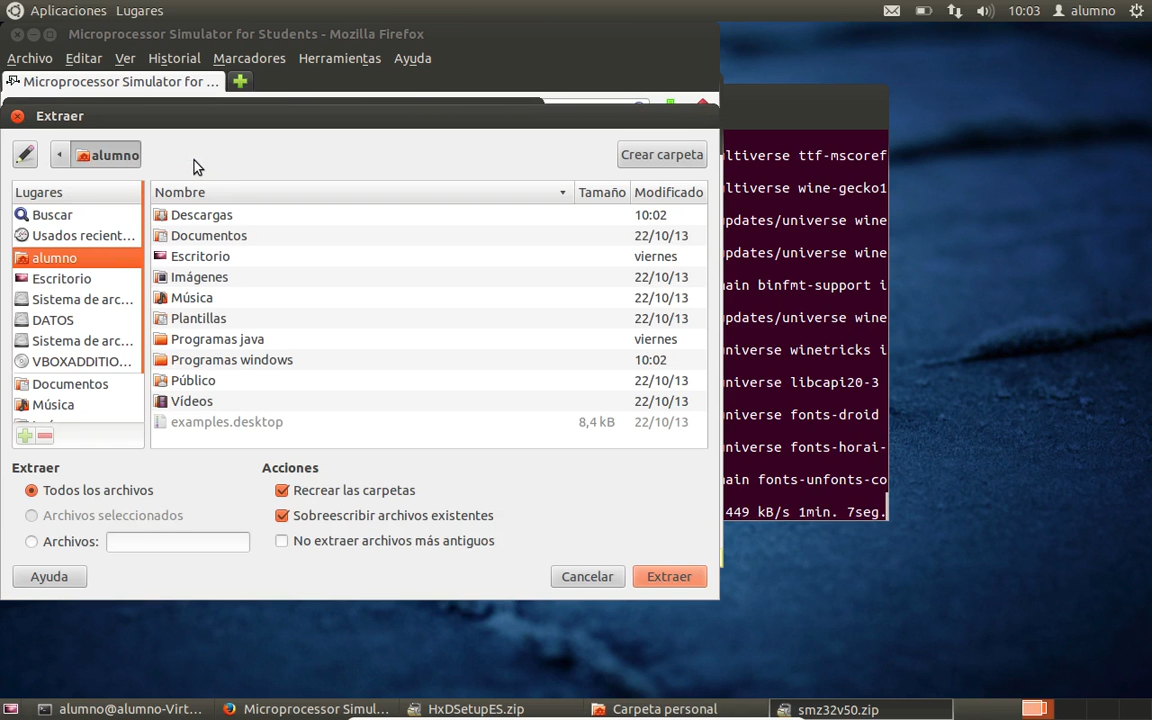 Aplicaciones Lugares 10:03 alumno
Microprocessor Simulator for Students - Mozilla Firefox
Archivo Editar Ver Historial Marcadores Herramientas Ayuda
Microprocessor Simulator for ...
Extraer
alumno Crear carpeta
Lugares Nombre Tamaño Modificado
Buscar Descargas 10:02
Usados recient... Documentos 22/10/13
alumno Escritorio viernes
Escritorio Imágenes 22/10/13
Sistema de arc... Música 22/10/13
DATOS Plantillas 22/10/13
Sistema de arc... Programas java viernes
VBOXADDITIO... Programas windows 10:02
Documentos Público 22/10/13
Música Vídeos 22/10/13
examples.desktop 8,4 kB 22/10/13
Extraer Acciones
Todos los archivos Recrear las carpetas
Archivos seleccionados Sobreescribir archivos existentes
Archivos: No extraer archivos más antiguos
Ayuda Cancelar Extraer
ltiverse ttf-mscoref
ltiverse wine-gecko1
pdates/universe wine
pdates/universe wine
ain binfmt-support i
pdates/universe wine
niverse winetricks i
niverse libcapi20-3
niverse fonts-droid
niverse fonts-horai-
ain fonts-unfonts-co
449 kB/s 1min. 7seg.
alumno@alumno-Virt... Microprocessor Simul... HxDSetupES.zip Carpeta personal smz32v50.zip